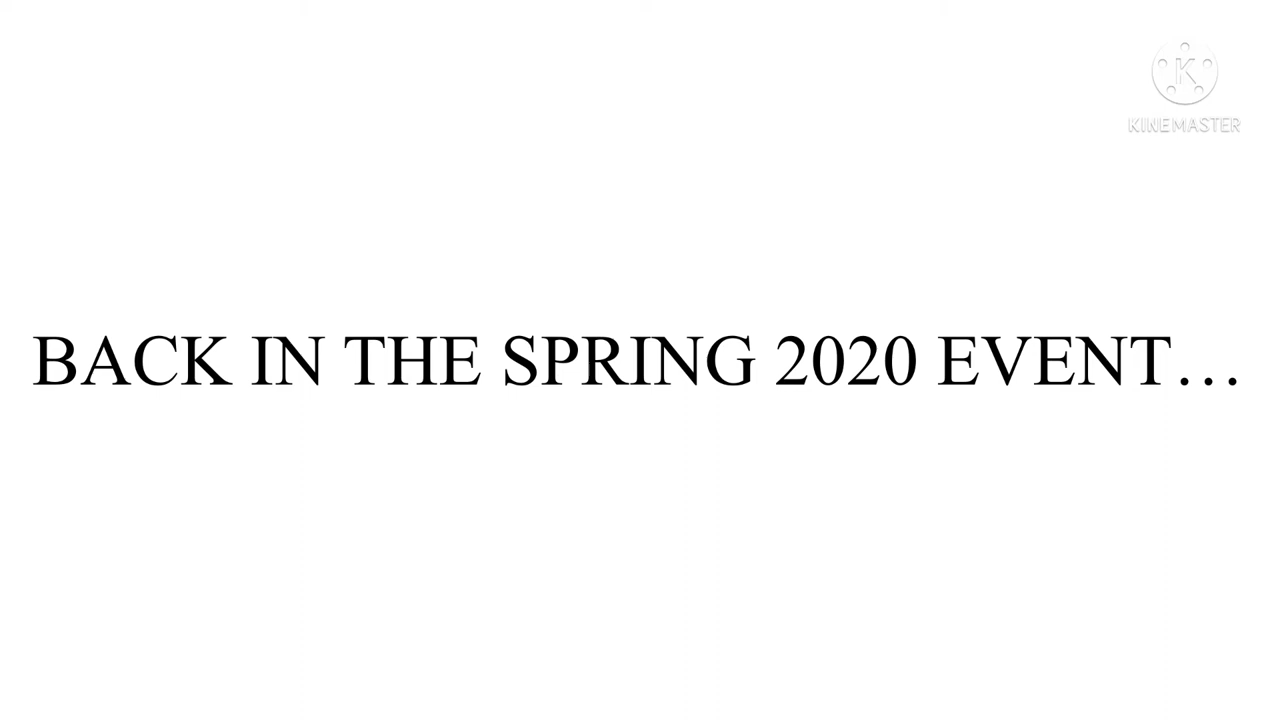 K
KINEMASTER
BACK IN THE SPRING 2020 EVENT…